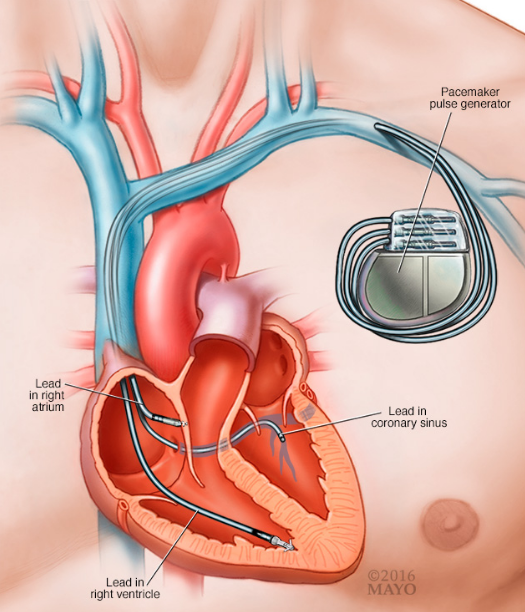 Pacemaker
pulse generator
Lead
in right
atrium
Lead in
coronary sinus
Lead in
right ventricle
©2016
MAYO